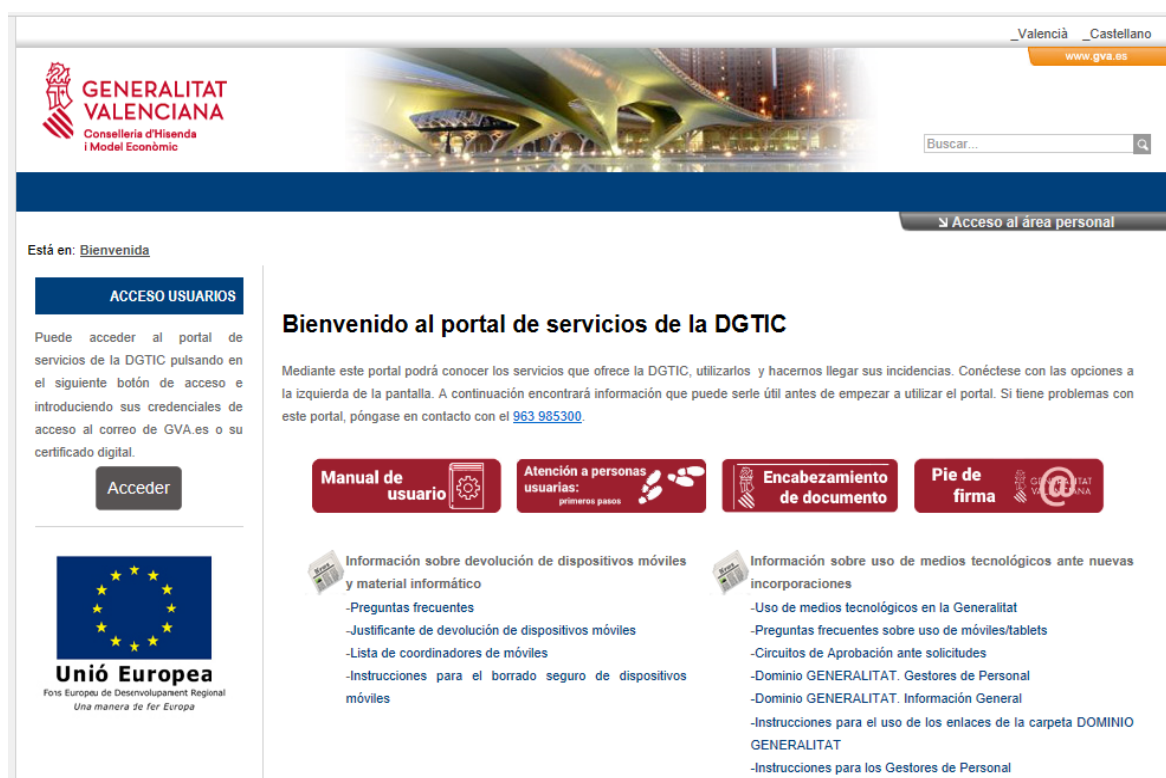 _Valencià _Castellano
www.gva.es
GENERALITAT
VALENCIANA
Conselleria d'Hisenda
i Model Econòmic
Buscar...
Acceso al área personal
Está en: Bienvenida
ACCESO USUARIOS
Puede acceder al portal de
servicios de la DGTIC pulsando en
el siguiente botón de acceso e
introduciendo sus credenciales de
acceso al correo de GVA.es o su
certificado digital.
Acceder
Unió Europea
Fons Europeu de Desenvolupament Regional
Una manera de fer Europa
Bienvenido al portal de servicios de la DGTIC
Mediante este portal podrá conocer los servicios que ofrece la DGTIC, utilizarlos y hacernos llegar sus incidencias. Conéctese con las opciones a
la izquierda de la pantalla. A continuación encontrará información que puede serle útil antes de empezar a utilizar el portal. Si tiene problemas con
este portal, póngase en contacto con el 963 985300.
Manual de
usuario
Atención a personas
usuarias:
primeros pasos
Encabezamiento
de documento
Pie de
firma
GENERALITAT
VALENCIANA
News
Información sobre devolución de dispositivos móviles
y material informático
-Preguntas frecuentes
-Justificante de devolución de dispositivos móviles
-Lista de coordinadores de móviles
-Instrucciones para el borrado seguro de dispositivos
móviles
News
Información sobre uso de medios tecnológicos ante nuevas
incorporaciones
-Uso de medios tecnológicos en la Generalitat
-Preguntas frecuentes sobre uso de móviles/tablets
-Circuitos de Aprobación ante solicitudes
-Dominio GENERALITAT. Gestores de Personal
-Dominio GENERALITAT. Información General
-Instrucciones para el uso de los enlaces de la carpeta DOMINIO
GENERALITAT
-Instrucciones para los Gestores de Personal